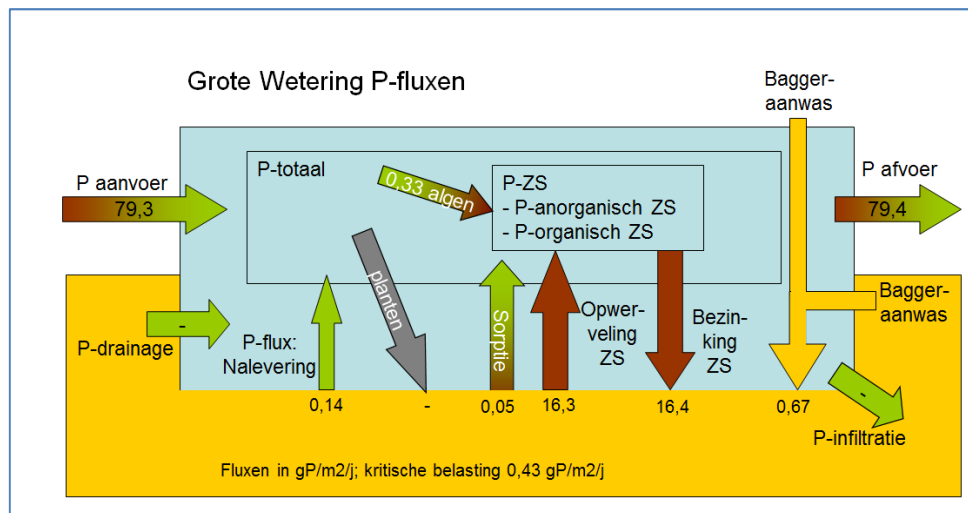 Grote Wetering P-fluxen
Bagger-
aanwas
P aanvoer
79,3
P-totaal
0,33 algen
P-ZS
- P-anorganisch ZS
- P-organisch ZS
P afvoer
79,4
planten
Sorptie
Opwer-
veling
ZS
Bezin-
king
ZS
Bagger-
aanwas
-
P-drainage
P-flux:
Nalevering
0,14
-
0,05
16,3
16,4
0,67
-
P-infiltratie
Fluxen in gP/m2/j; kritische belasting 0,43 gP/m2/j